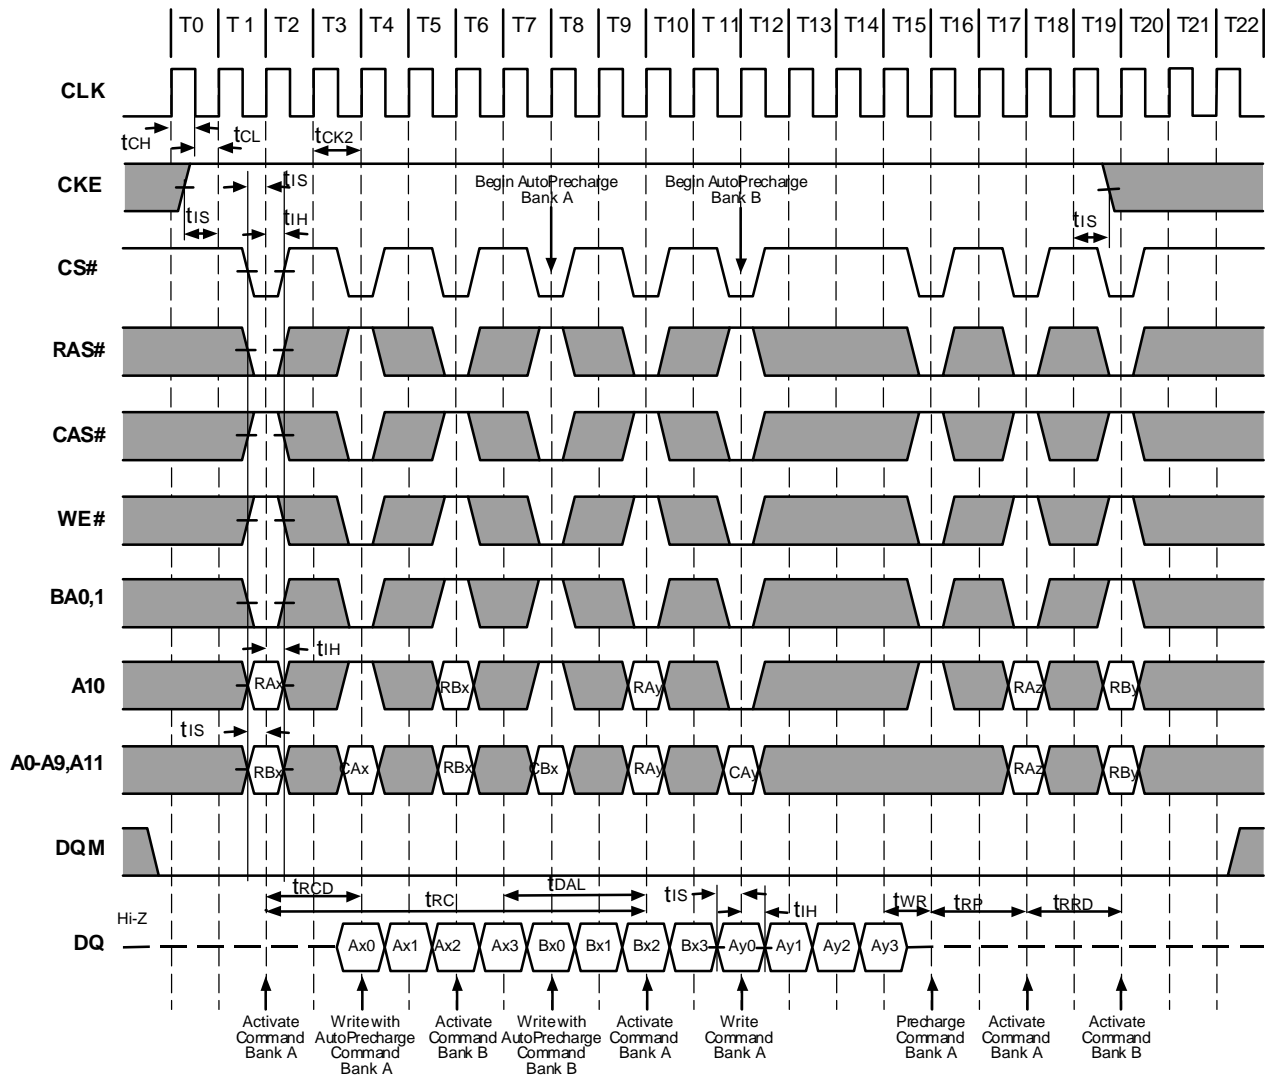 T0 T1 T2 T3 T4 T5 T6 T7 T8 T9 T10 T11 T12 T13 T14 T15 T16 T17 T18 T19 T20 T21 T22
CLK
tCH tCL tCK2
CKE
tIS
Begin AutoPrecharge
Bank A
Begin AutoPrecharge
Bank B
tIS tIH tIS
CS#
RAS#
CAS#
WE#
BA0,1
tIH
A10
RAx RBx RAy RAz RBy
tIS
A0-A9,A11
RBx CAx RBx CBx RAy CAy RAz RBy
DQM
tRCD tDAL tIS
tRC tIH tWR tRP tRRD
Hi-Z
DQ
Ax0 Ax1 Ax2 Ax3 Bx0 Bx1 Bx2 Bx3 Ay0 Ay1 Ay2 Ay3
Activate
Command
Bank A
Write with
AutoPrecharge
Command
Bank A
Activate
Command
Bank B
Write with
AutoPrecharge
Command
Bank B
Activate
Command
Bank A
Write
Command
Bank A
Precharge
Command
Bank A
Activate
Command
Bank A
Activate
Command
Bank B